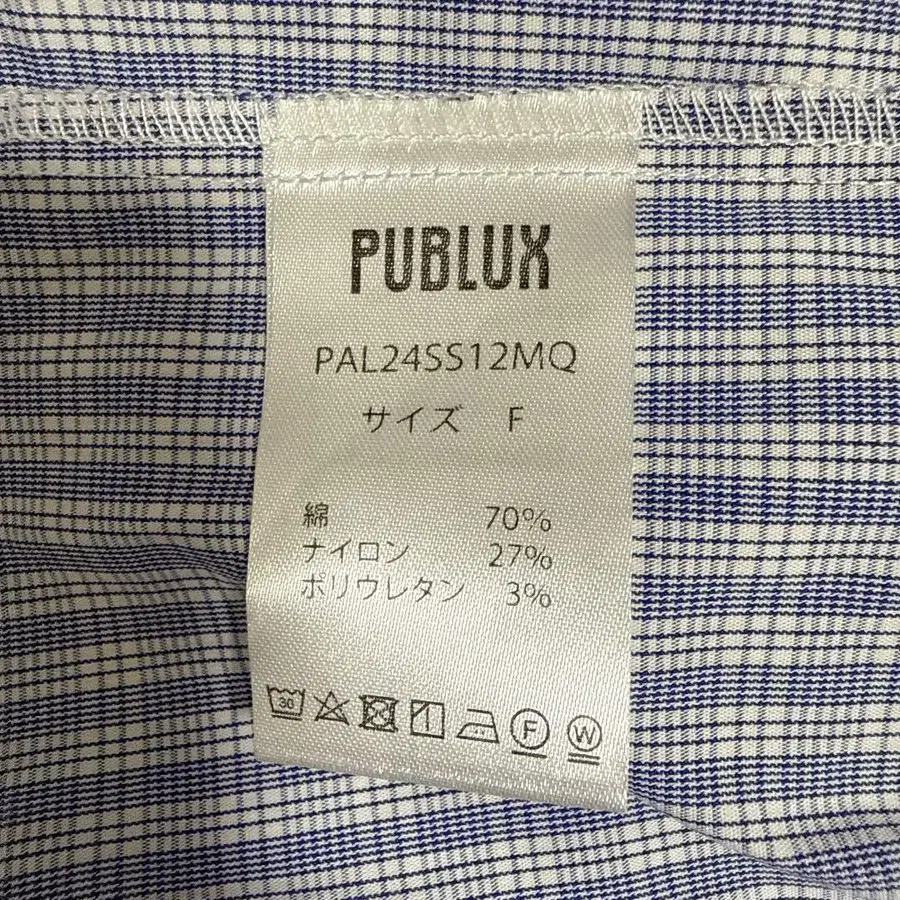 PUBLUX
PAL24SS12MQ
サイズ F
綿 70%
ナイロン 27%
ポリウレタン 3%
30 F W